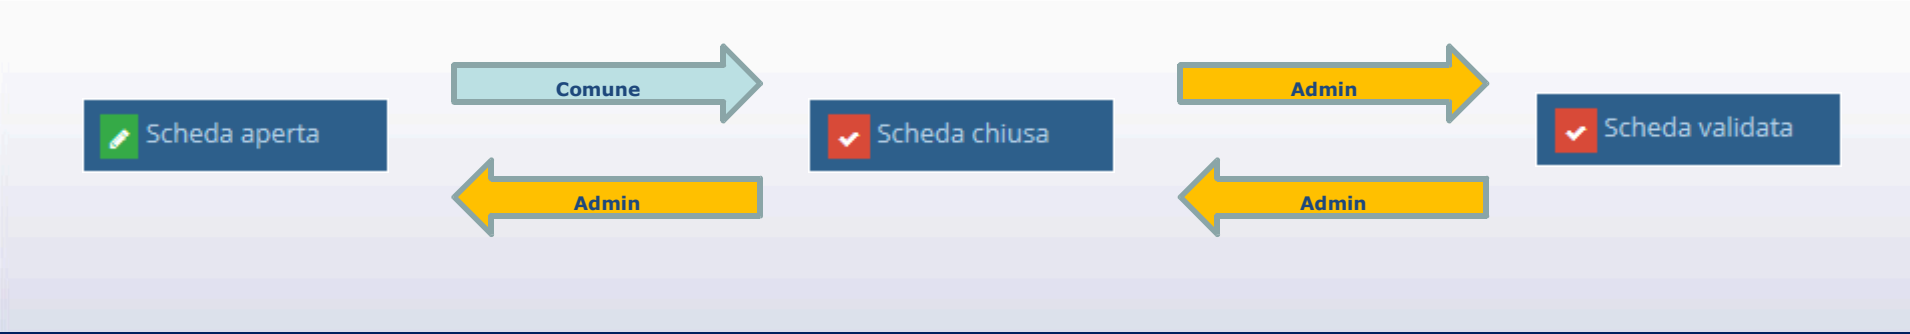 Comune
Admin
Scheda aperta
Scheda chiusa
Scheda validata
Admin
Admin